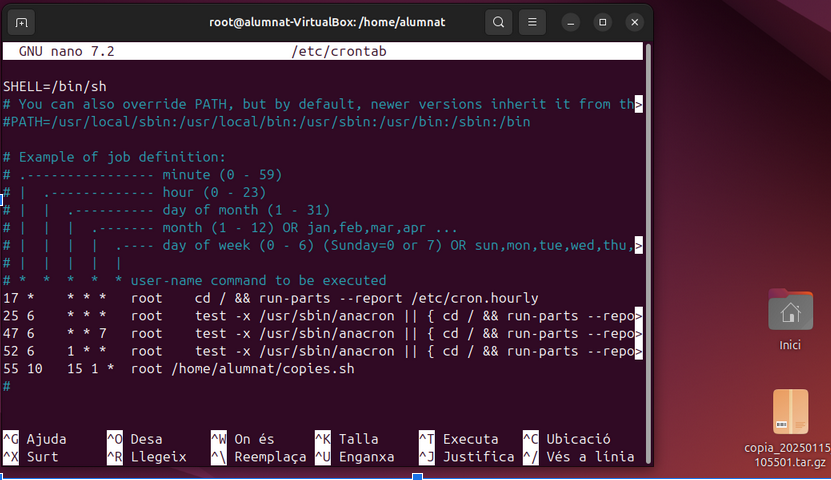 root@alumnat-VirtualBox: /home/alumnat
GNU nano 7.2 /etc/crontab
SHELL=/bin/sh
# You can also override PATH, but by default, newer versions inherit it from th>
#PATH=/usr/local/sbin:/usr/local/bin:/usr/sbin:/usr/bin:/sbin:/bin
# Example of job definition:
# .---------------- minute (0 - 59)
# |  .------------- hour (0 - 23)
# |  |  .---------- day of month (1 - 31)
# |  |  |  .------- month (1 - 12) OR jan,feb,mar,apr ...
# |  |  |  |  .---- day of week (0 - 6) (Sunday=0 or 7) OR sun,mon,tue,wed,thu,>
# |  |  |  |  |
# *  *  *  *  * user-name command to be executed
17 *    * * *   root    cd / && run-parts --report /etc/cron.hourly
25 6    * * *   root    test -x /usr/sbin/anacron || { cd / && run-parts --repo>
47 6    * * 7   root    test -x /usr/sbin/anacron || { cd / && run-parts --repo>
52 6    1 * *   root    test -x /usr/sbin/anacron || { cd / && run-parts --repo>
55 10   15 1 *  root /home/alumnat/copies.sh
#
^G Ajuda ^O Desa ^W On és ^K Talla ^T Executa ^C Ubicació
^X Surt ^R Llegeix ^\ Reemplaça ^U Enganxa ^J Justifica ^/ Vés a línia
Inici
copia_20250115
105501.tar.gz